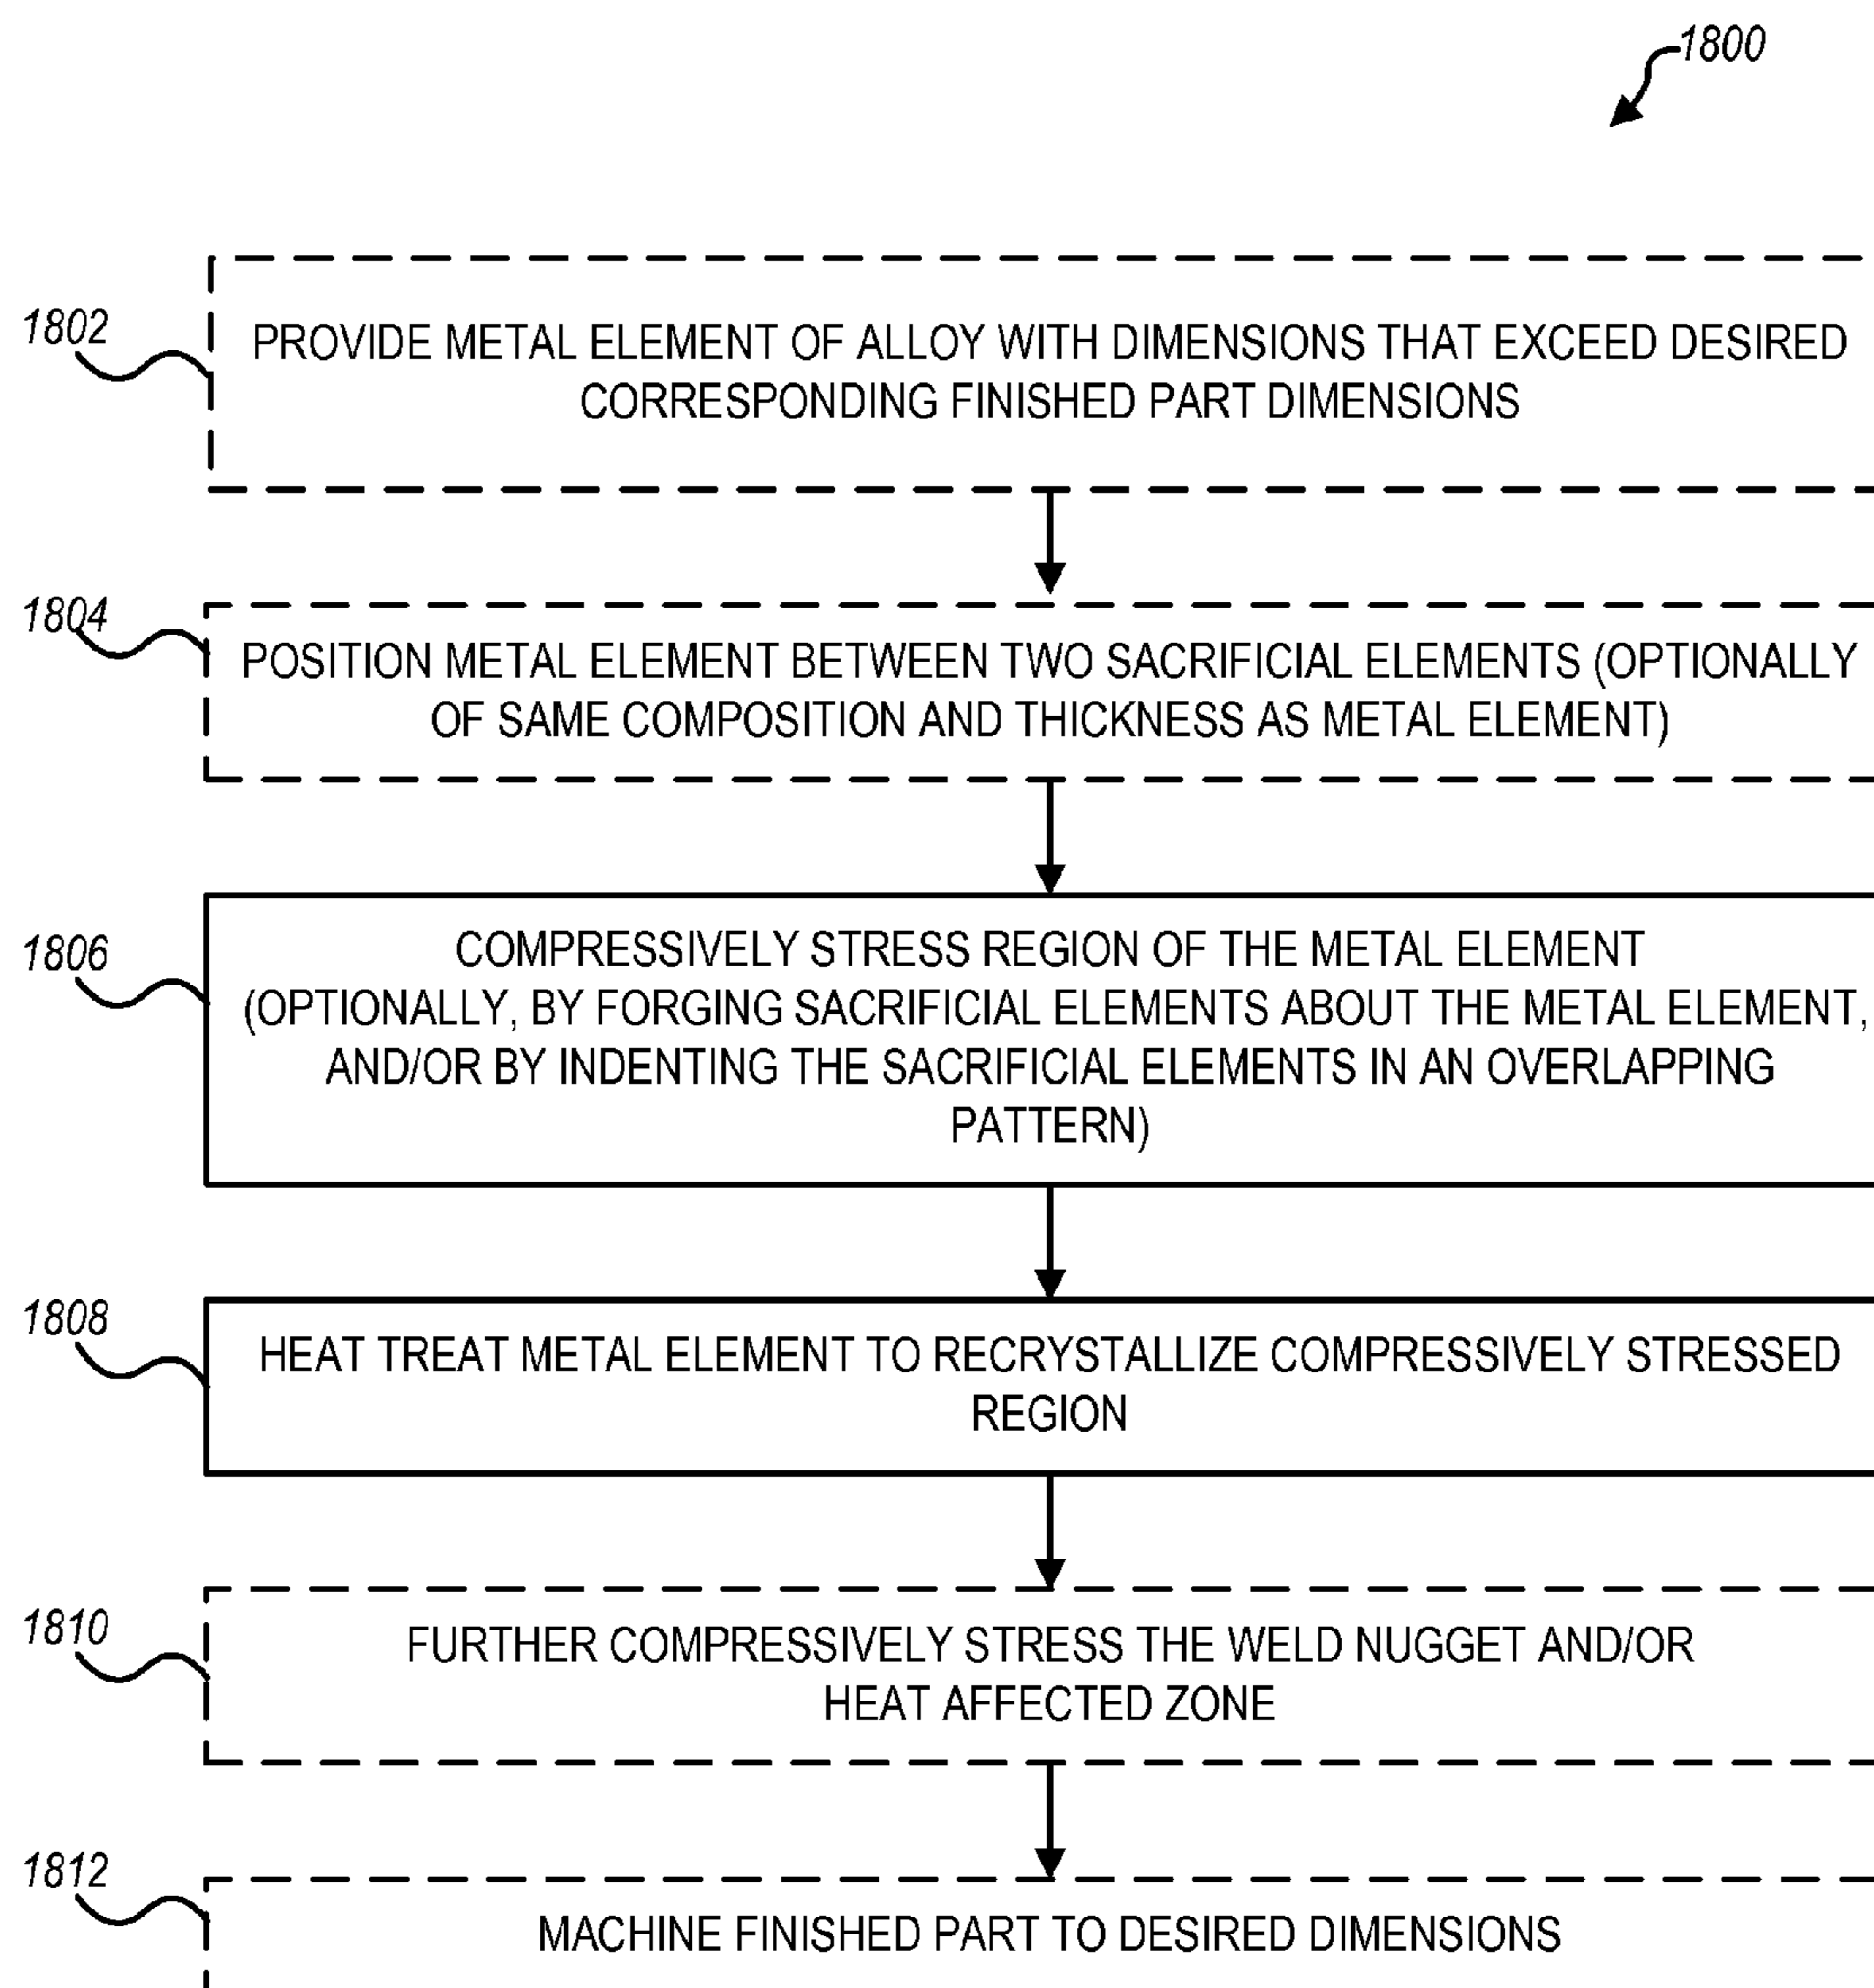 1800
1802
PROVIDE METAL ELEMENT OF ALLOY WITH DIMENSIONS THAT EXCEED DESIRED
CORRESPONDING FINISHED PART DIMENSIONS
1804
POSITION METAL ELEMENT BETWEEN TWO SACRIFICIAL ELEMENTS (OPTIONALLY
OF SAME COMPOSITION AND THICKNESS AS METAL ELEMENT)
1806
COMPRESSIVELY STRESS REGION OF THE METAL ELEMENT
(OPTIONALLY, BY FORGING SACRIFICIAL ELEMENTS ABOUT THE METAL ELEMENT,
AND/OR BY INDENTING THE SACRIFICIAL ELEMENTS IN AN OVERLAPPING
PATTERN)
1808
HEAT TREAT METAL ELEMENT TO RECRYSTALLIZE COMPRESSIVELY STRESSED
REGION
1810
FURTHER COMPRESSIVELY STRESS THE WELD NUGGET AND/OR
HEAT AFFECTED ZONE
1812
MACHINE FINISHED PART TO DESIRED DIMENSIONS